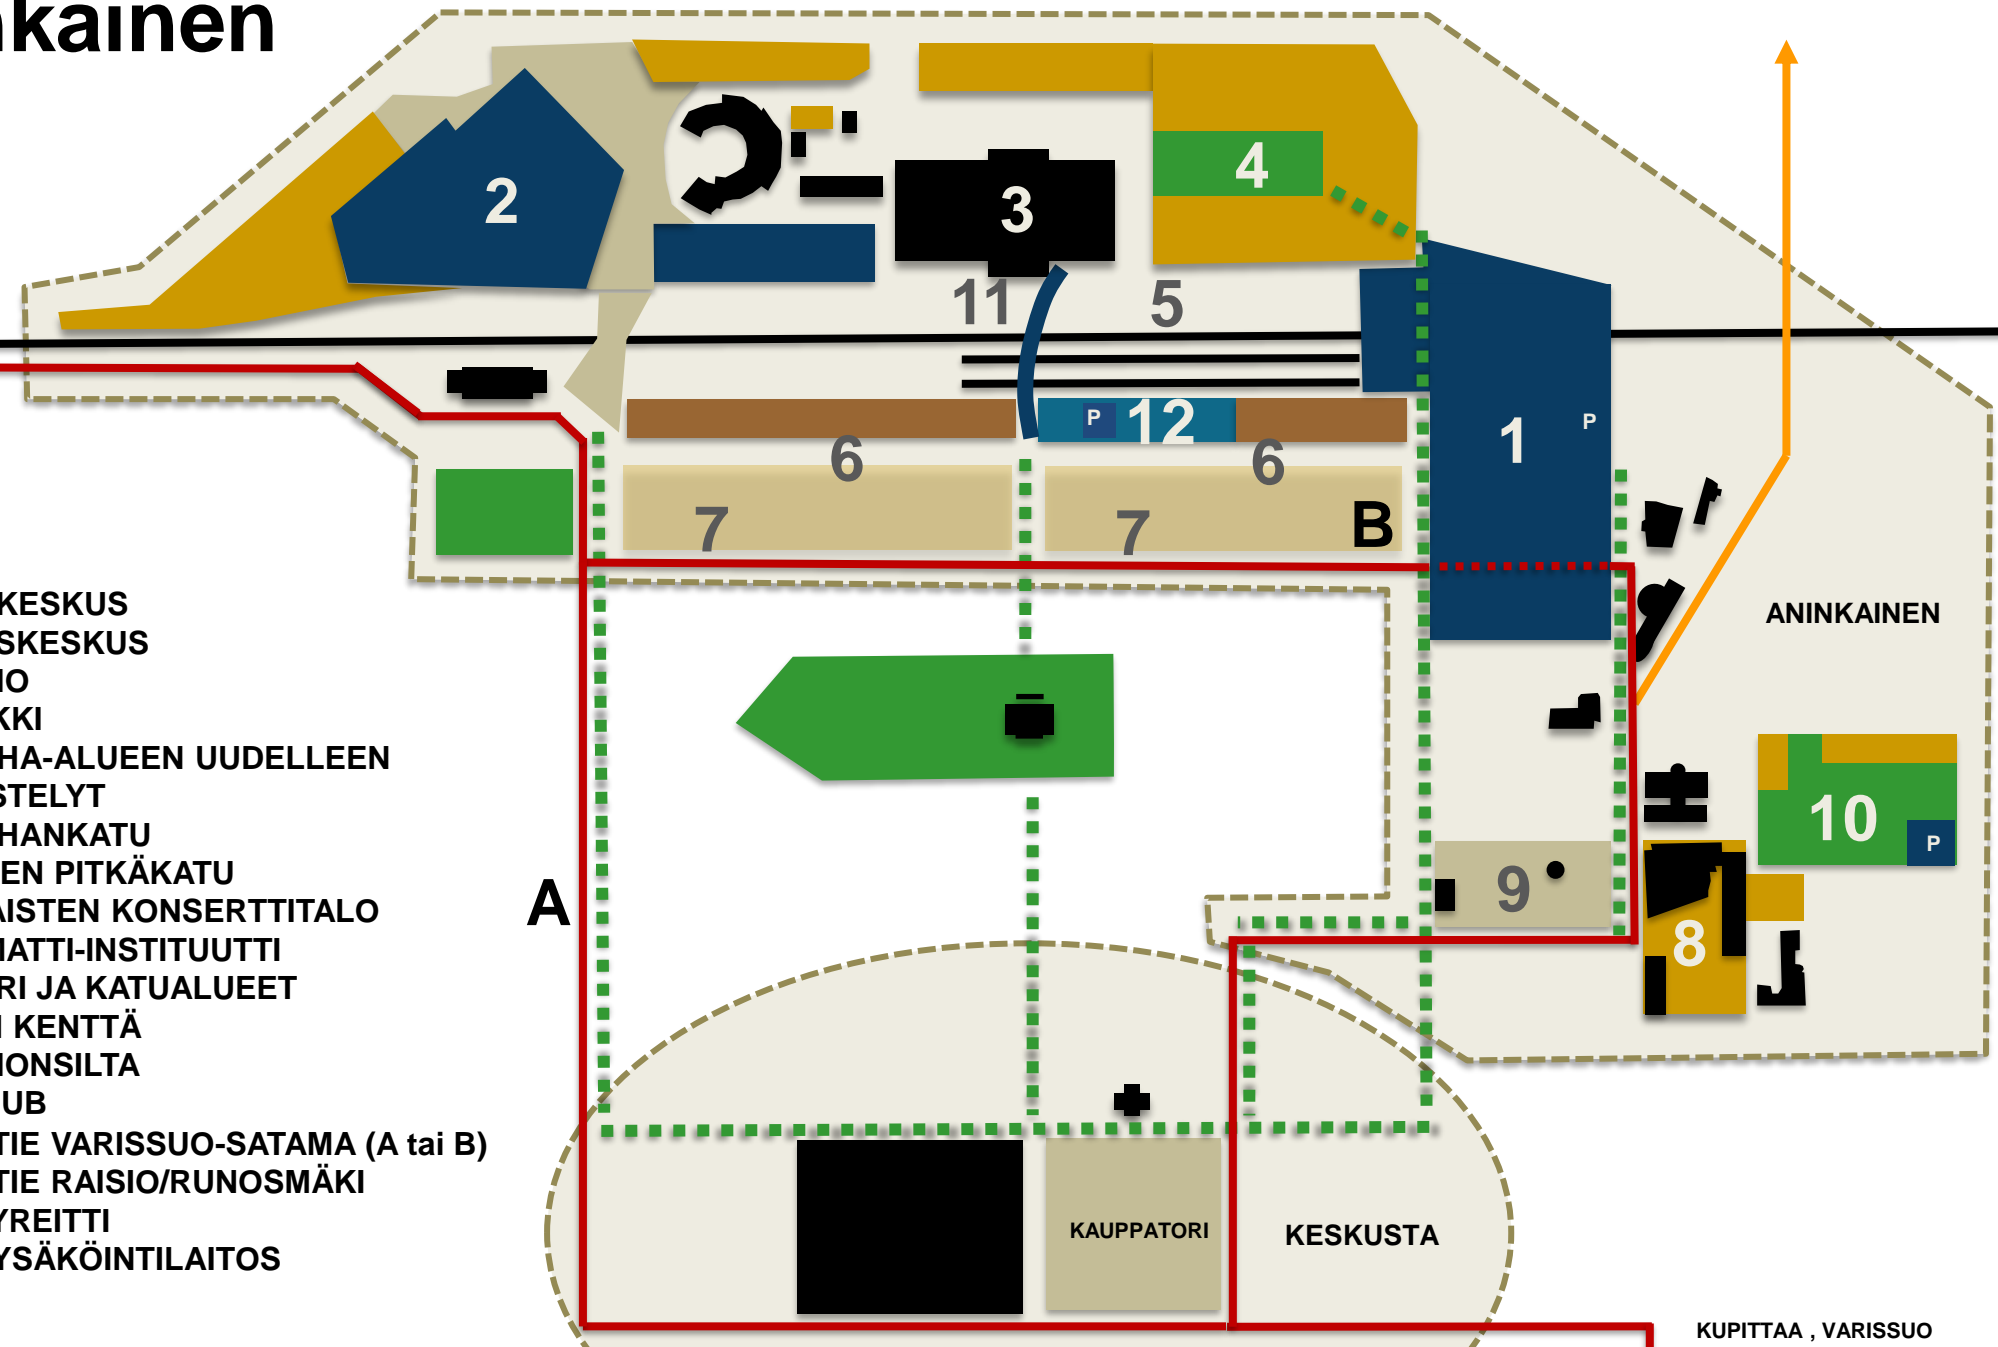 nkainen
2
3
4
11
5
P
12
1
P
6
6
7
7
B
KESKUS
SKESKUS
IO
KKI
HA-ALUEEN UUDELLEEN
STELYT
HANKATU
EN PITKÄKATU
AISTEN KONSERTTITALO
MATTI-INSTITUUTTI
RI JA KATUALUEET
I KENTTÄ
IONSILTA
UB
TIE VARISSUO-SATAMA (A tai B)
TIE RAISIO/RUNOSMÄKI
YREITTI
YSÄKÖINTILAITOS
ANINKAINEN
10
P
A
9
8
KAUPPATORI
KESKUSTA
KUPITTAA , VARISSUO